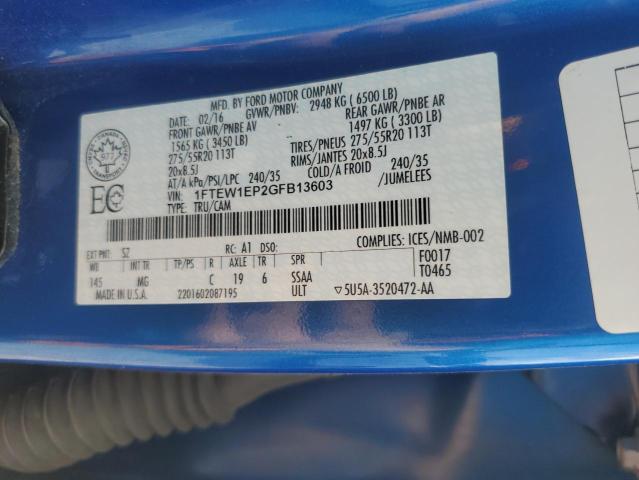 MFD. BY FORD MOTOR COMPANY
DATE: 02/16 GVWR/PNBV: 2948 KG ( 6500 LB)
FRONT GAWR/PNBE AV REAR GAWR/PNBE AR
1565 KG ( 3450 LB) 1497 KG ( 3300 LB)
275/55R20 113T TIRES/PNEUS 275/55R20 113T
20x8.5J RIMS/JANTES 20x8.5J
AT/A kPa/PSI/LPC 240/35 COLD/A FROID 240/35
VIN: 1FTEW1EP2GFB13603 /JUMELEES
TYPE: TRU/CAM
CANADA
977
TRANSPORT
EC
COMPLIES: ICES/NMB-002
EXT PNT: SZ RC: A1 DSO: F0017
WB INT TR TP/PS R AXLE TR SPR T0465
145 MG C 19 6 SSAA
MADE IN U.S.A. 2201602087195 ULT 5U5A-3520472-AA